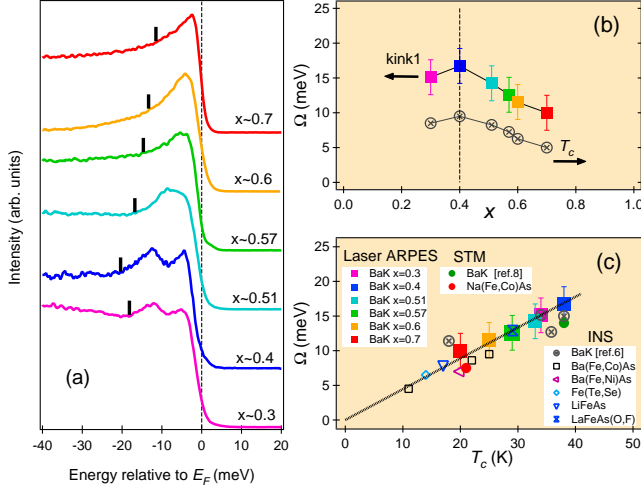 (a)
x~0.7
x~0.6
x~0.57
x~0.51
x~0.4
x~0.3
Intensity (arb. units)
-40 -30 -20 -10 0 10 20
Energy relative to E_F (meV)
(b)
25
20
15
10
5
0
Ω (meV)
kink1
T_c
0.0 0.2 0.4 0.6 0.8 1.0
x
(c)
25
20
15
10
5
0
Ω (meV)
Laser ARPES
BaK x=0.3
BaK x=0.4
BaK x=0.51
BaK x=0.57
BaK x=0.6
BaK x=0.7
STM
BaK [ref.8]
Na(Fe,Co)As
INS
BaK [ref.6]
Ba(Fe,Co)As
Ba(Fe,Ni)As
Fe(Te,Se)
LiFeAs
LaFeAs(O,F)
0 10 20 30 40 50
T_c (K)